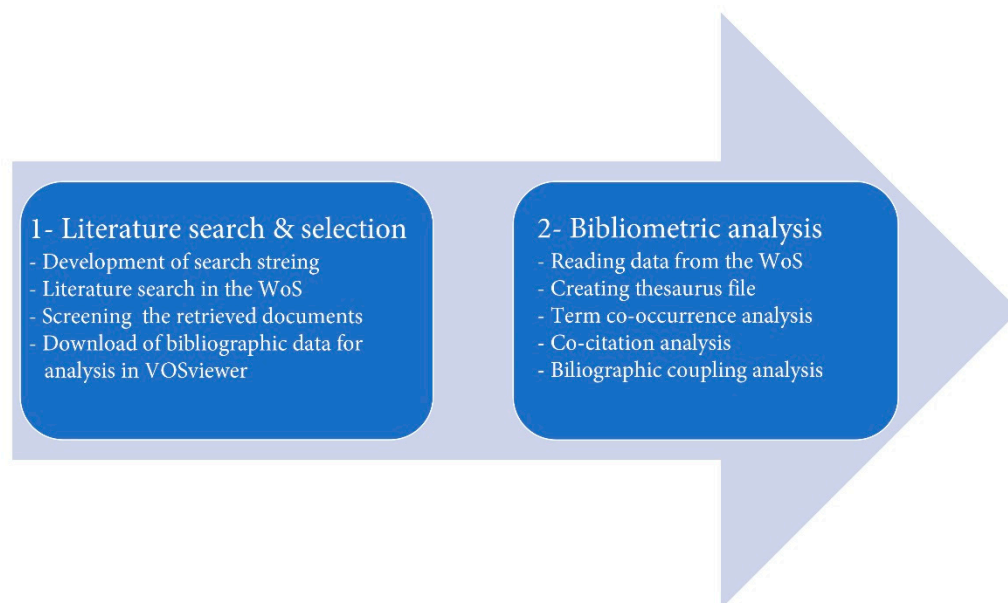 1- Literature search & selection
- Development of search streing
- Literature search in the WoS
- Screening the retrieved documents
- Download of bibliographic data for
analysis in VOSviewer
2- Bibliometric analysis
- Reading data from the WoS
- Creating thesaurus file
- Term co-occurrence analysis
- Co-citation analysis
- Biliographic coupling analysis